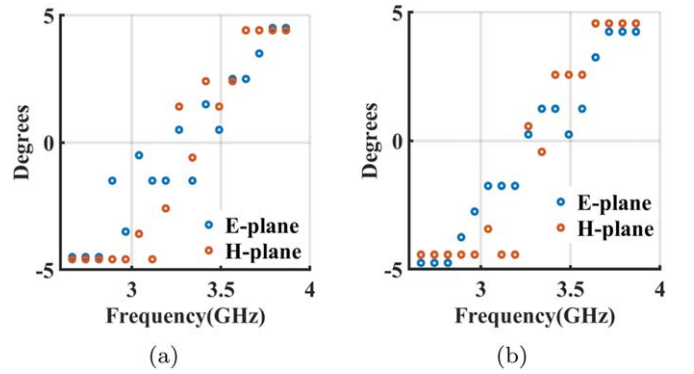 5
0
-5
Degrees
3
3.5
4
Frequency(GHz)
E-plane
H-plane
(a)
5
0
-5
Degrees
3
3.5
4
Frequency(GHz)
E-plane
H-plane
(b)